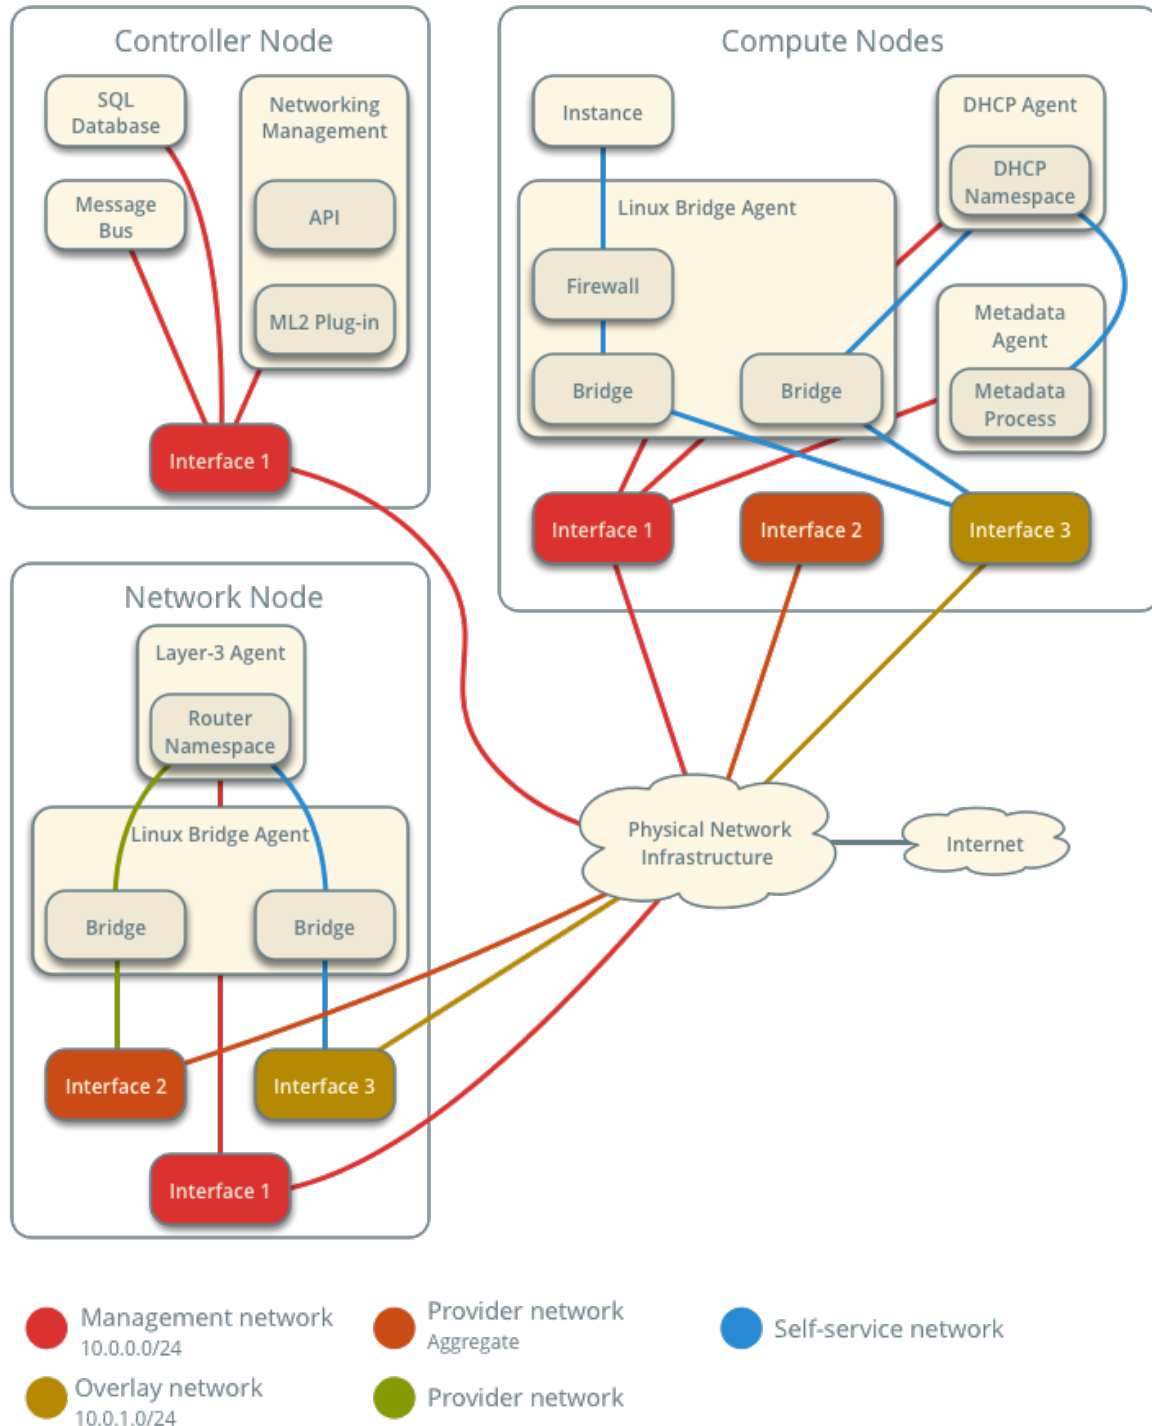 Controller Node
SQL
Database
Networking
Management
Message
Bus
API
ML2 Plug-in
Interface 1
Compute Nodes
Instance
DHCP Agent
DHCP
Namespace
Linux Bridge Agent
Firewall
Metadata
Agent
Bridge
Bridge
Metadata
Process
Interface 1
Interface 2
Interface 3
Network Node
Layer-3 Agent
Router
Namespace
Linux Bridge Agent
Bridge
Bridge
Interface 2
Interface 3
Interface 1
Physical Network
Infrastructure
Internet
Management network
10.0.0.0/24
Provider network
Aggregate
Self-service network
Overlay network
10.0.1.0/24
Provider network